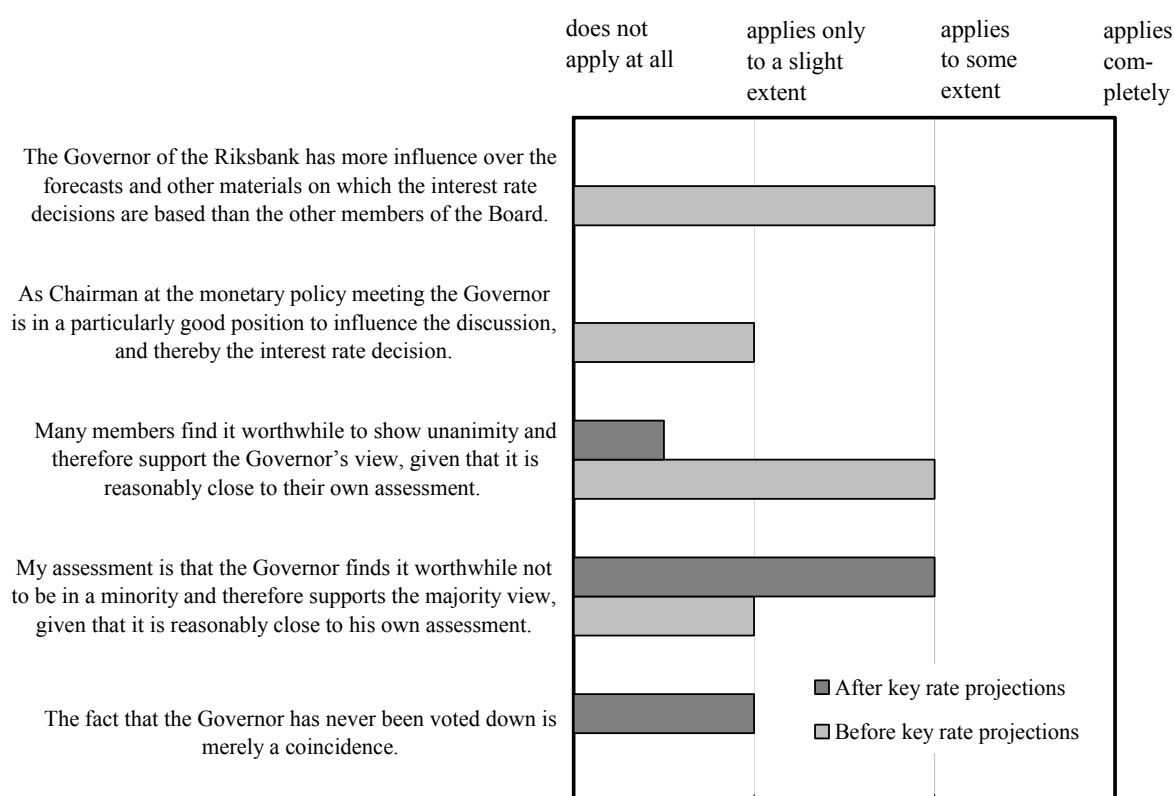 does not
apply at all
applies only
to a slight
extent
applies
to some
extent
applies
com-
pletely
The Governor of the Riksbank has more influence over the
forecasts and other materials on which the interest rate
decisions are based than the other members of the Board.
As Chairman at the monetary policy meeting the Governor
is in a particularly good position to influence the discussion,
and thereby the interest rate decision.
Many members find it worthwhile to show unanimity and
therefore support the Governor’s view, given that it is
reasonably close to their own assessment.
My assessment is that the Governor finds it worthwhile not
to be in a minority and therefore supports the majority view,
given that it is reasonably close to his own assessment.
The fact that the Governor has never been voted down is
merely a coincidence.
After key rate projections
Before key rate projections